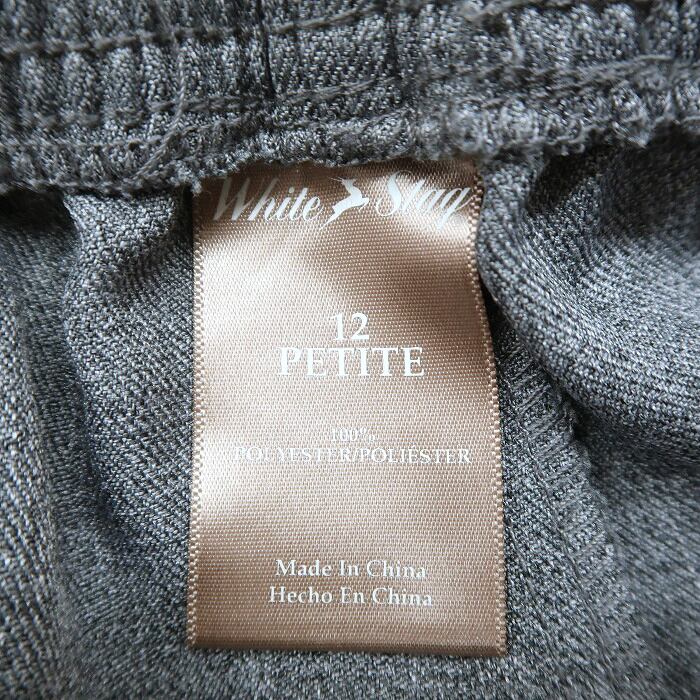 White Stag
12
PETITE
100%
POLYESTER/POLIÉSTER
Made In China
Hecho En China